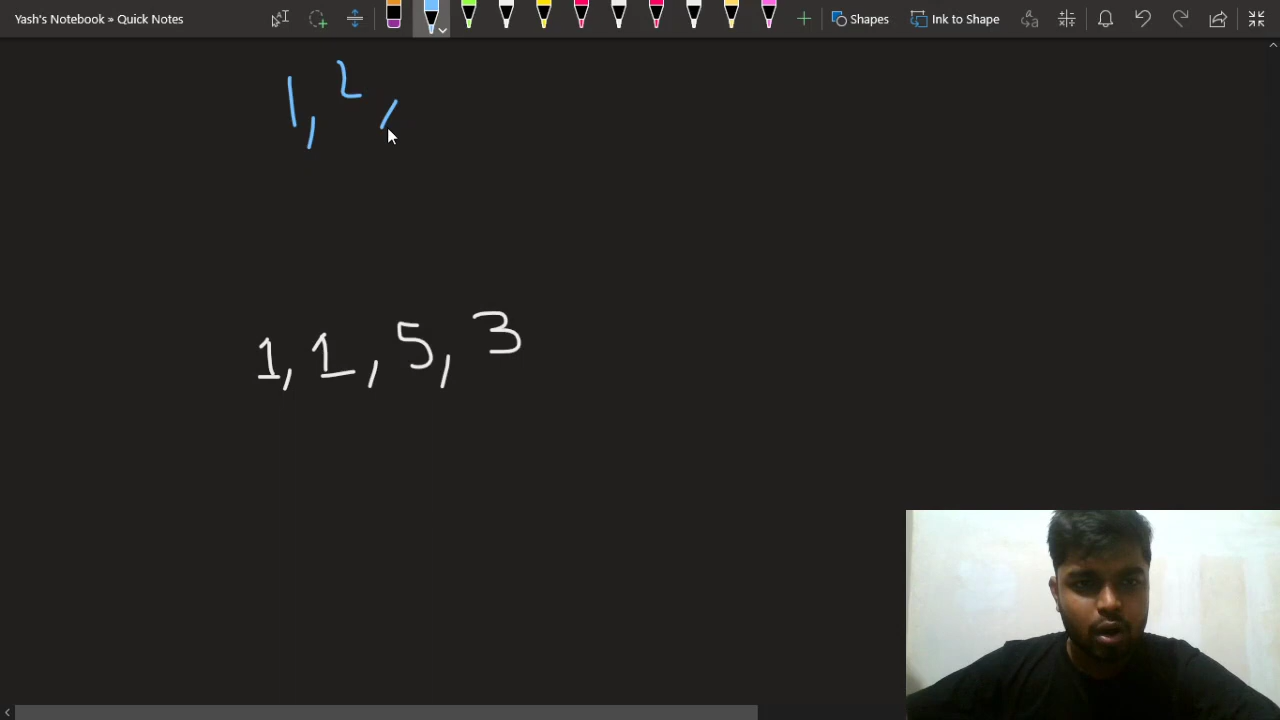 Yash's Notebook » Quick Notes
Shapes
Ink to Shape
1, 2,
1, 1, 5, 3